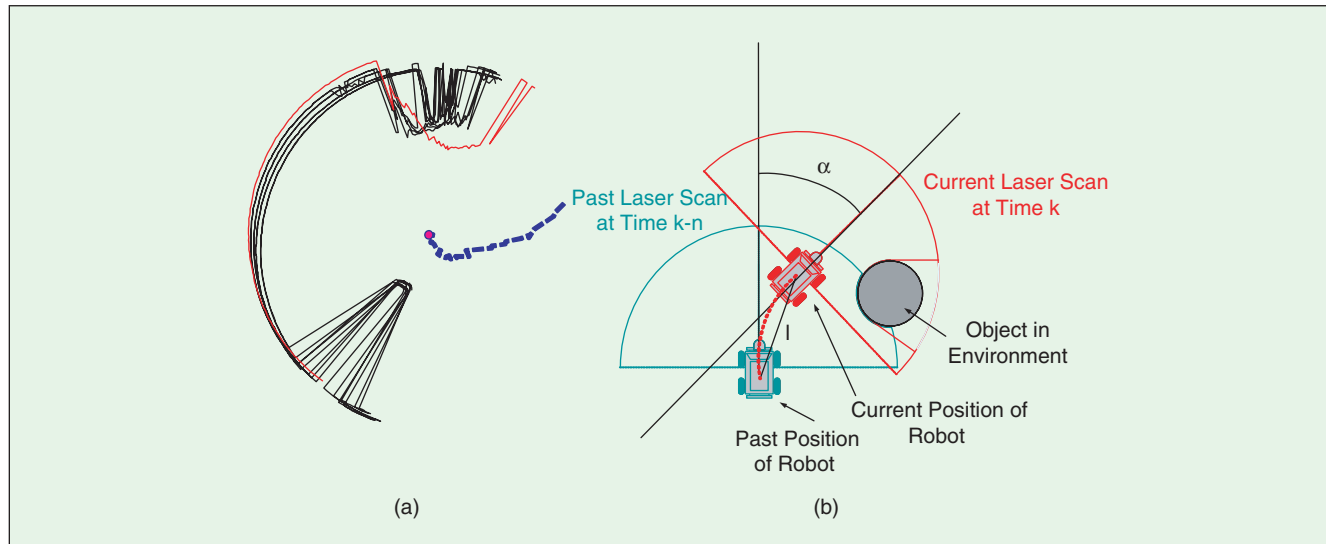 Past Laser Scan
at Time k-n
α
Current Laser Scan
at Time k
l
Object in
Environment
Current Position of
Robot
Past Position
of Robot
(a)
(b)